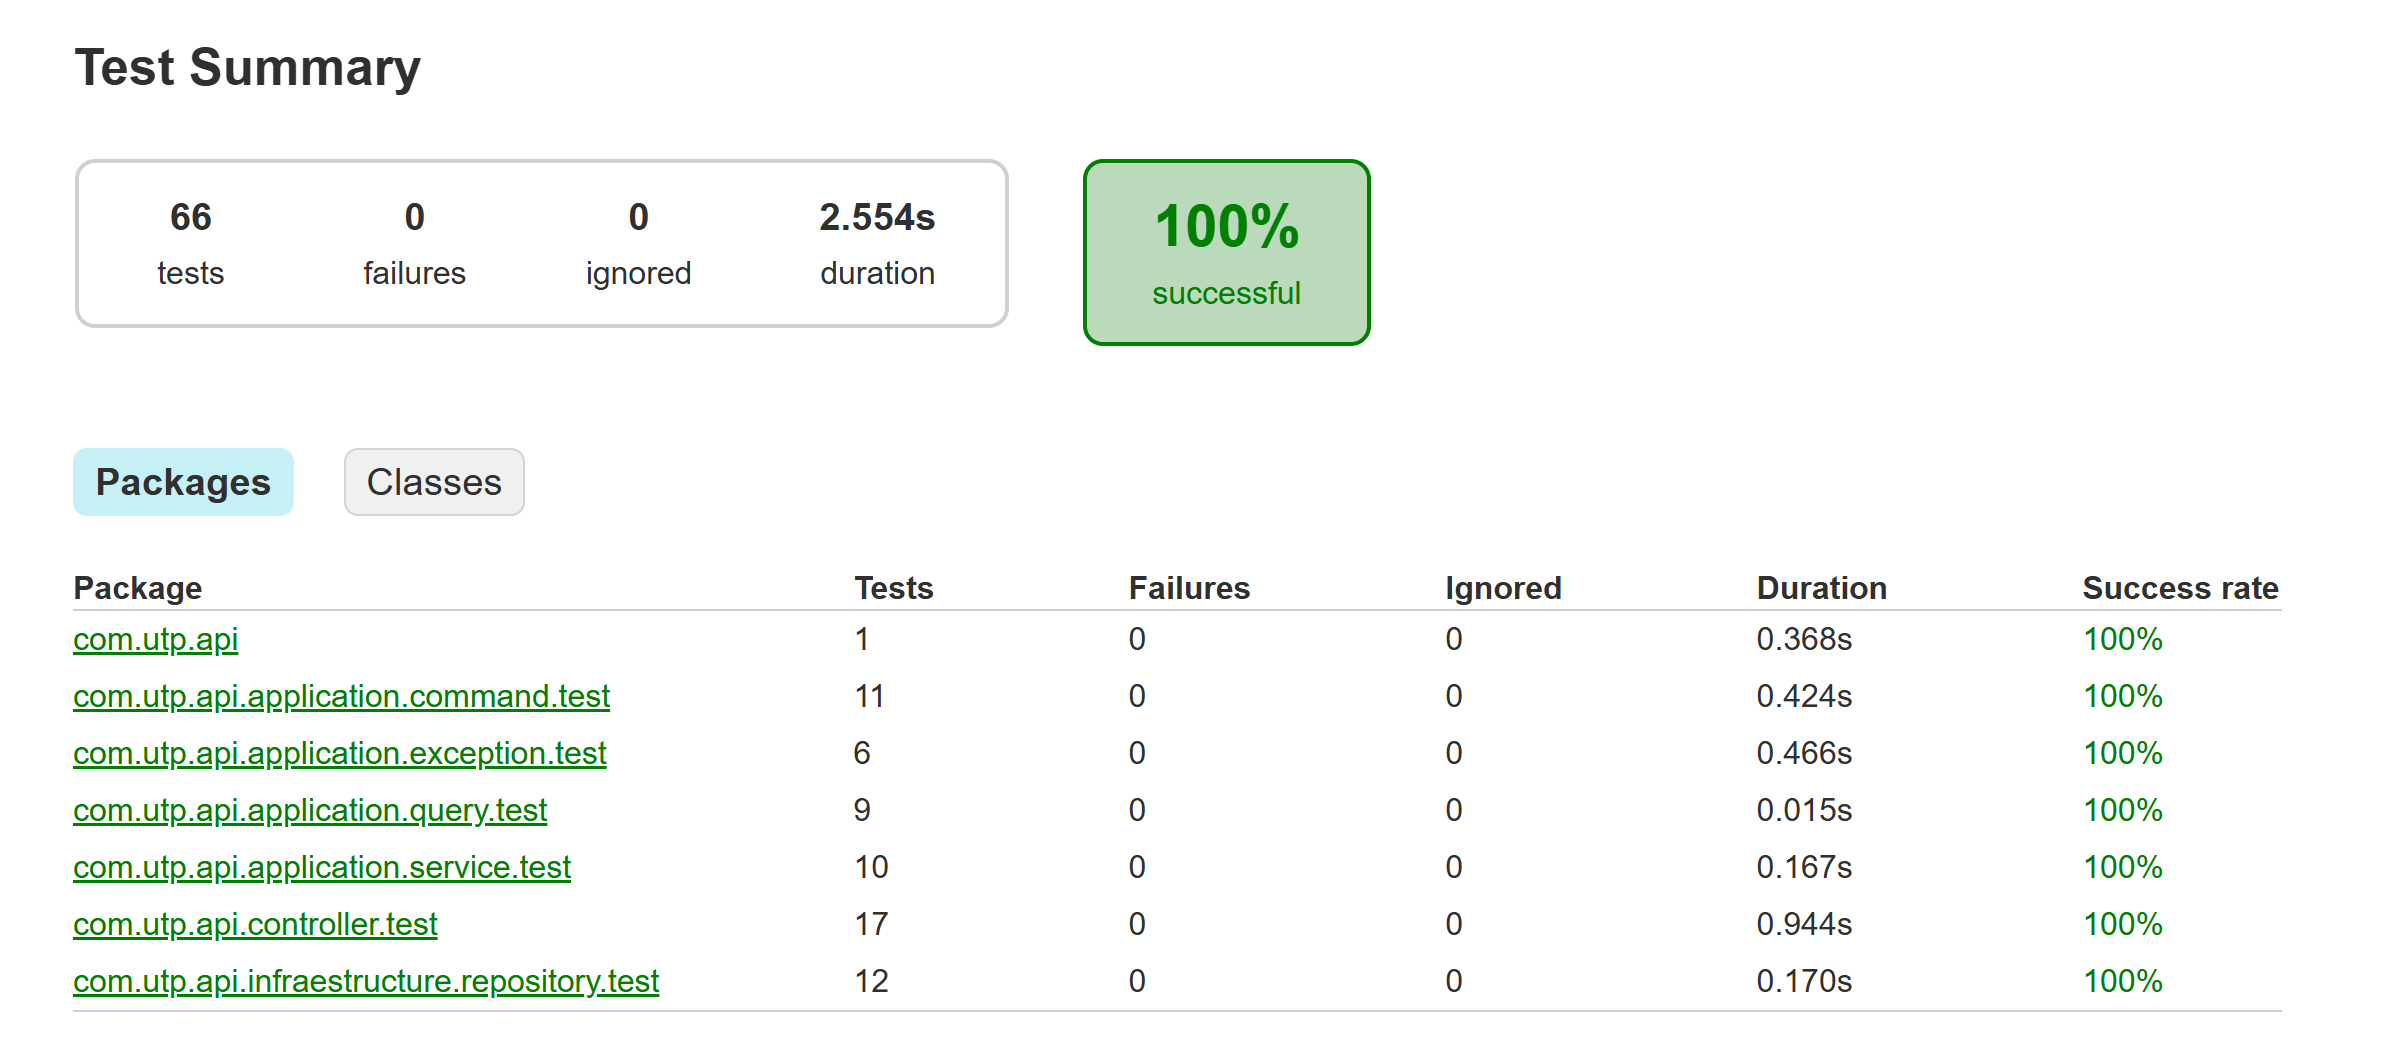 Test Summary
66 0 0 2.554s
tests failures ignored duration
100%
successful
Packages Classes
Package Tests Failures Ignored Duration Success rate
com.utp.api 1 0 0 0.368s 100%
com.utp.api.application.command.test 11 0 0 0.424s 100%
com.utp.api.application.exception.test 6 0 0 0.466s 100%
com.utp.api.application.query.test 9 0 0 0.015s 100%
com.utp.api.application.service.test 10 0 0 0.167s 100%
com.utp.api.controller.test 17 0 0 0.944s 100%
com.utp.api.infraestructure.repository.test 12 0 0 0.170s 100%